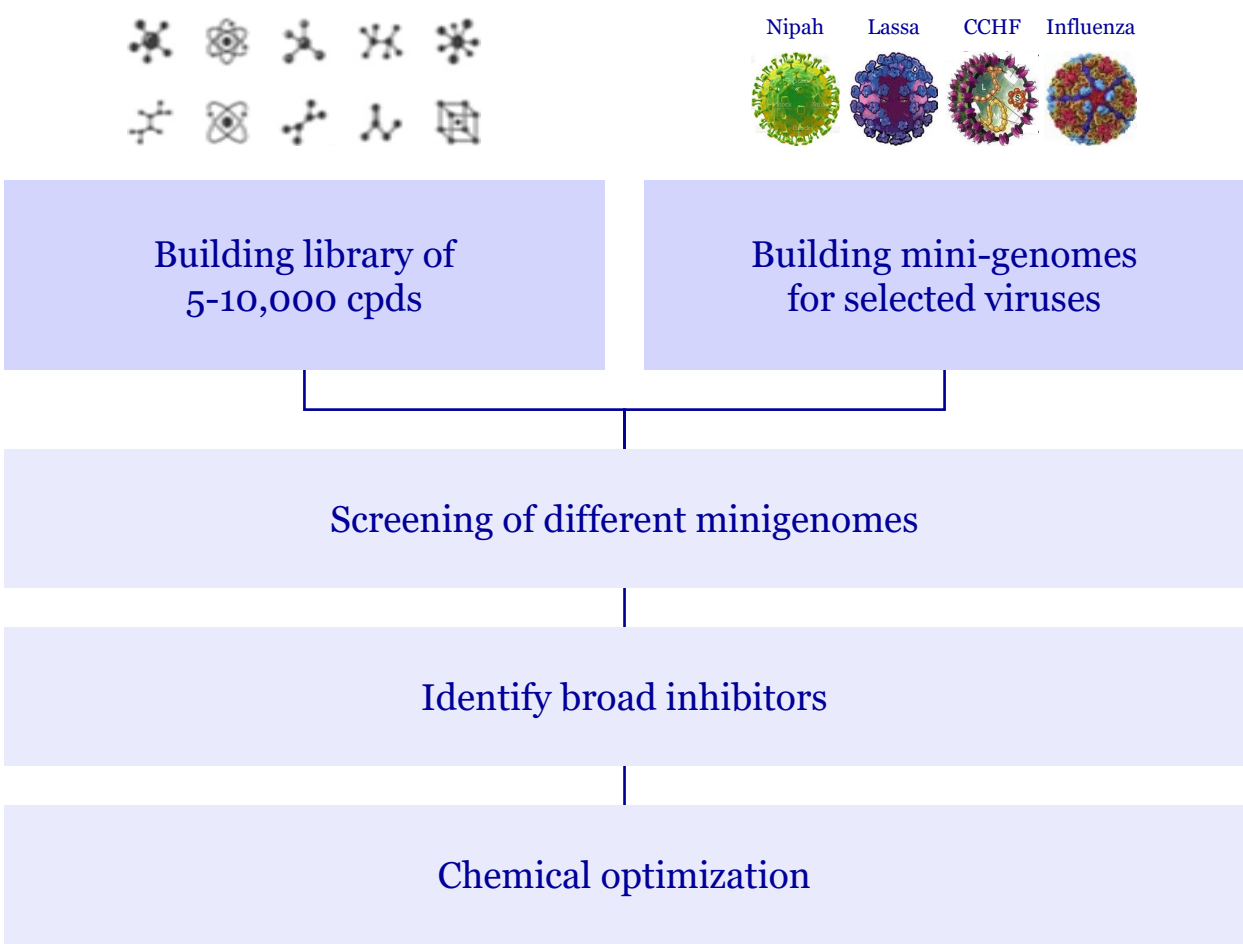 Nipah Lassa CCHF Influenza
L
S
Building library of
5-10,000 cpds
Building mini-genomes
for selected viruses
Screening of different minigenomes
Identify broad inhibitors
Chemical optimization